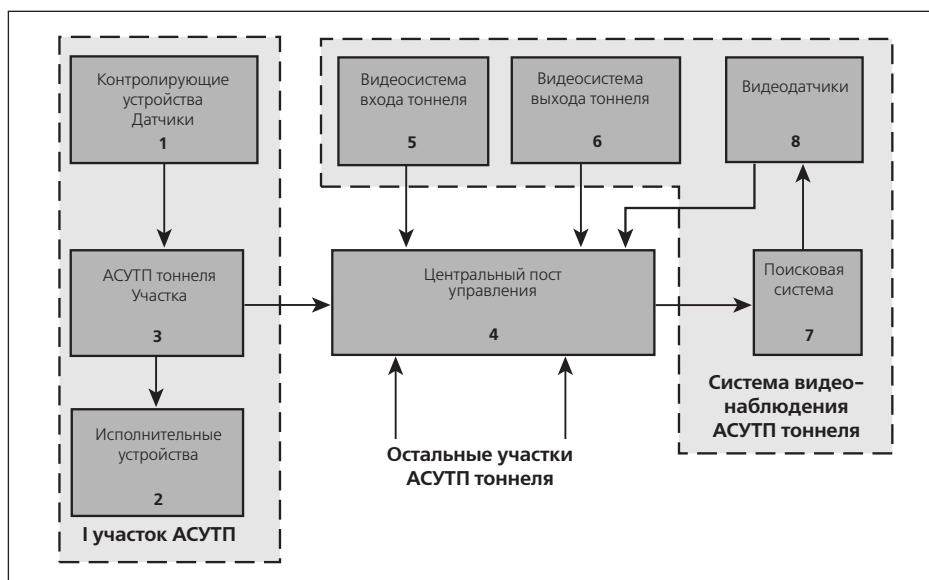 Контролирующие
устройства
Датчики
1
АСУТП тоннеля
Участка
3
Исполнительные
устройства
2
I участок АСУТП
Видеосистема
входа тоннеля
5
Видеосистема
выхода тоннеля
6
Видеодатчики
8
Центральный пост
управления
4
Поисковая
система
7
Система видео-
наблюдения
АСУТП тоннеля
Остальные участки
АСУТП тоннеля